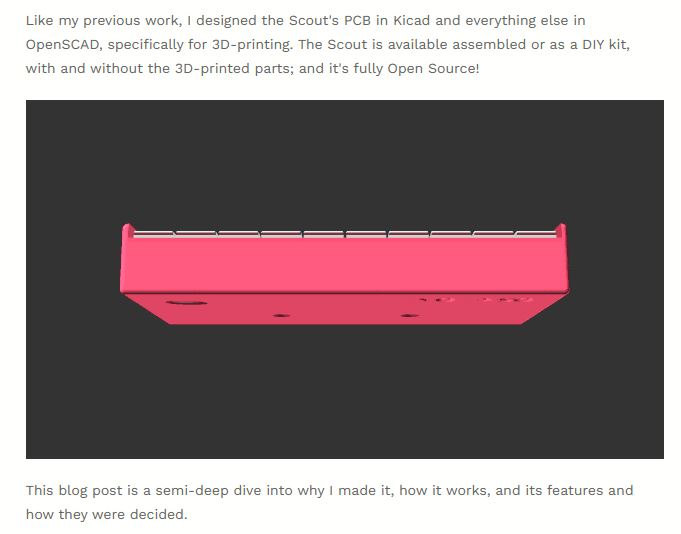 Like my previous work, I designed the Scout's PCB in Kicad and everything else in
OpenSCAD, specifically for 3D-printing. The Scout is available assembled or as a DIY kit,
with and without the 3D-printed parts; and it's fully Open Source!
This blog post is a semi-deep dive into why I made it, how it works, and its features and
how they were decided.